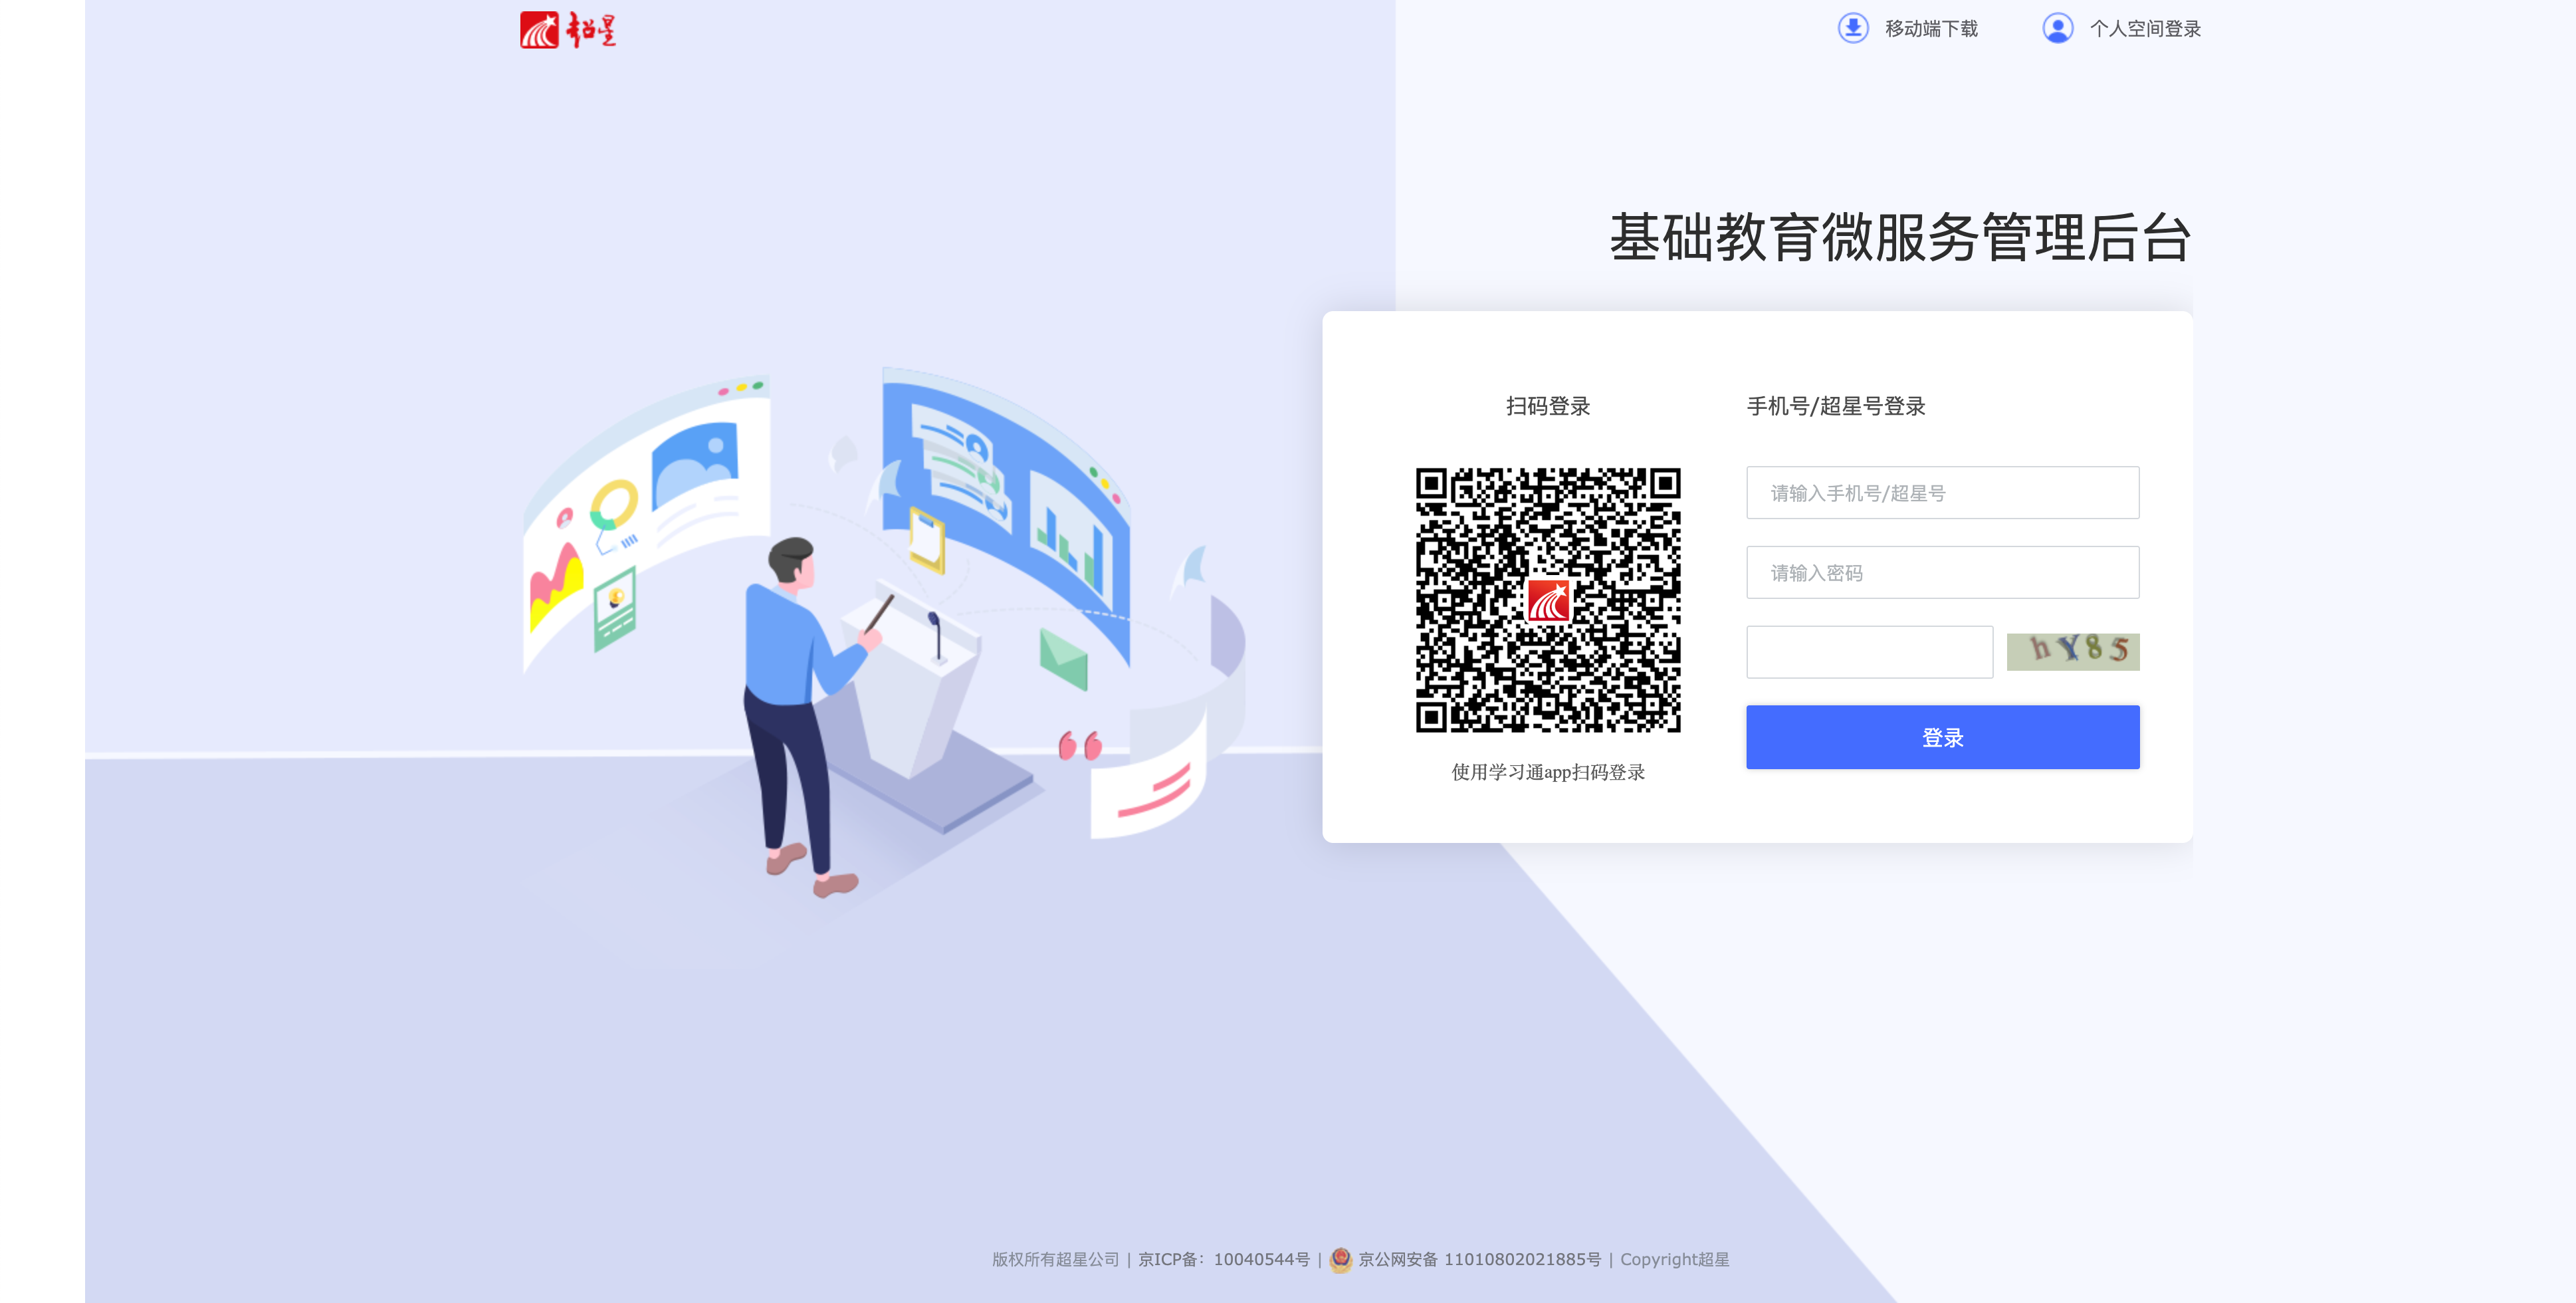 超星
移动端下载
个人空间登录
基础教育微服务管理后台
扫码登录
使用学习通app扫码登录
手机号/超星号登录
请输入手机号/超星号
请输入密码
hY85
登录
版权所有超星公司 | 京ICP备：10040544号 | 京公网安备 11010802021885号 | Copyright超星